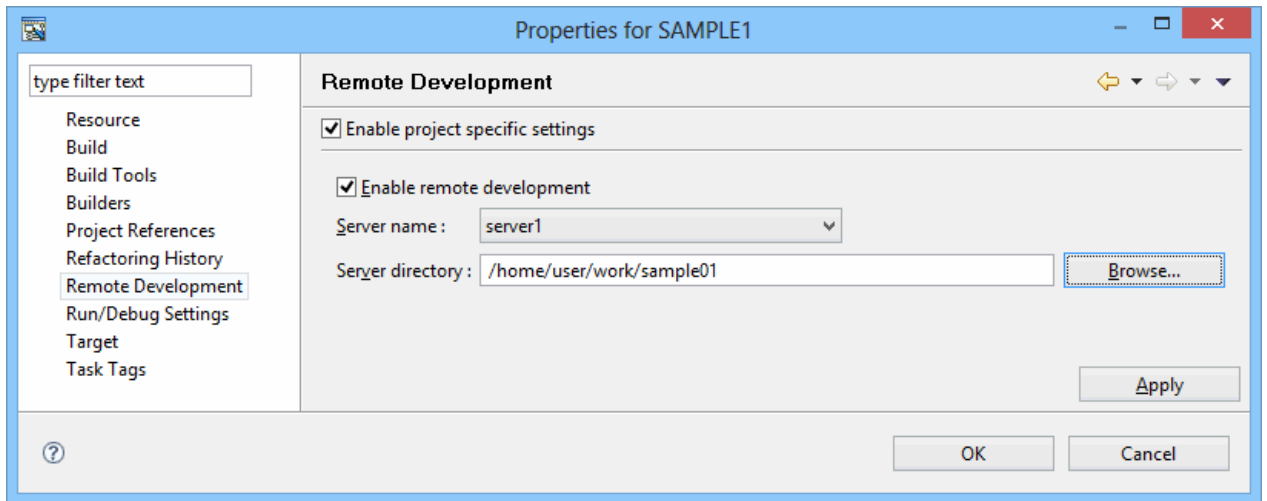 Properties for SAMPLE1
type filter text
Resource
Build
Build Tools
Builders
Project References
Refactoring History
Remote Development
Run/Debug Settings
Target
Task Tags
Remote Development
Enable project specific settings
Enable remote development
Server name :
server1
Server directory :
/home/user/work/sample01
Browse...
Apply
OK
Cancel